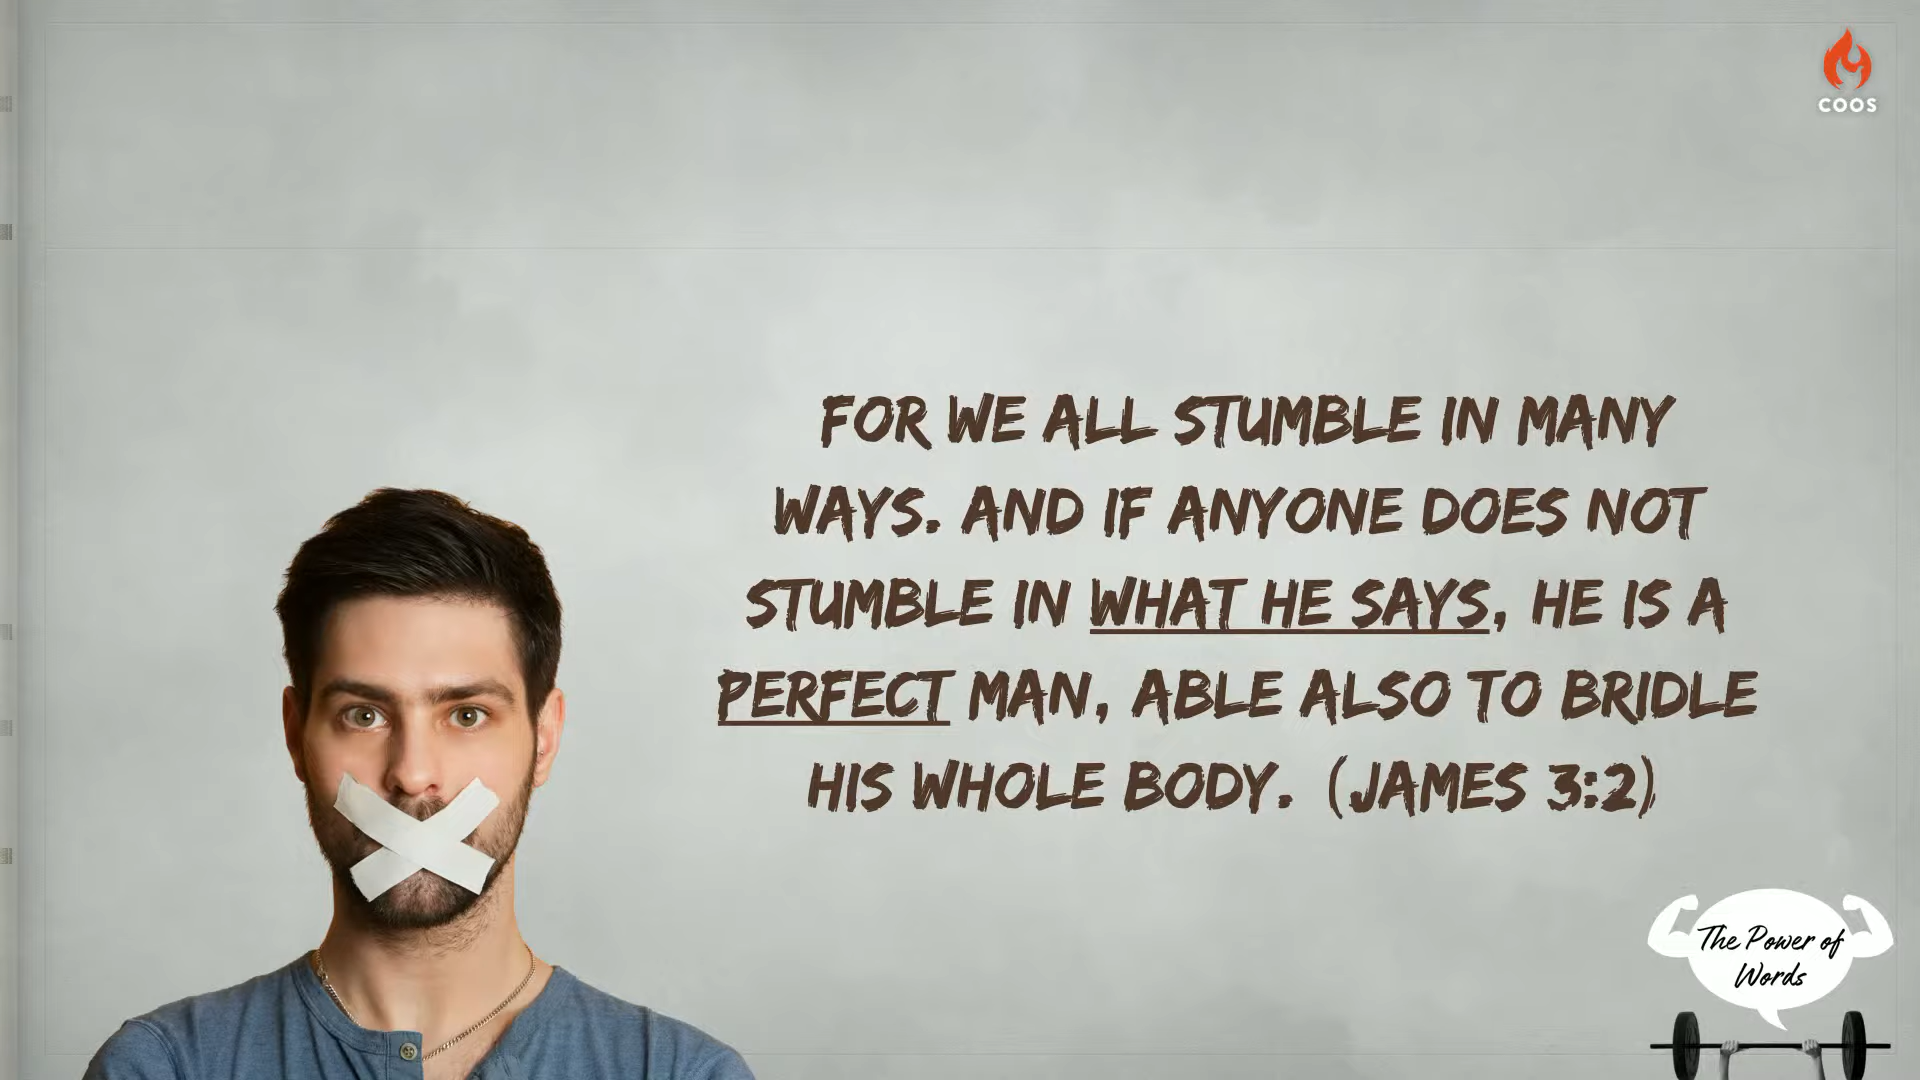 COOS
FOR WE ALL STUMBLE IN MANY
WAYS. AND IF ANYONE DOES NOT
STUMBLE IN WHAT HE SAYS, HE IS A
PERFECT MAN, ABLE ALSO TO BRIDLE
HIS WHOLE BODY. (JAMES 3:2)
The Power of
Words